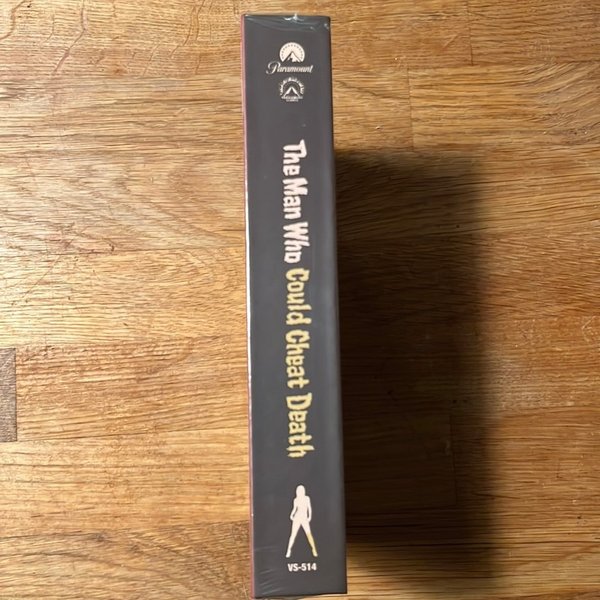 Paramount
The Man Who Could Cheat Death
VS-514